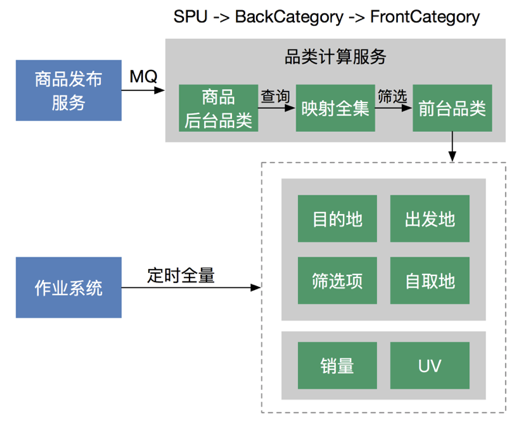 SPU -> BackCategory -> FrontCategory
品类计算服务
商品发布
服务
MQ
商品
后台品类
查询
映射全集
筛选
前台品类
目的地
出发地
作业系统
定时全量
筛选项
自取地
销量
UV